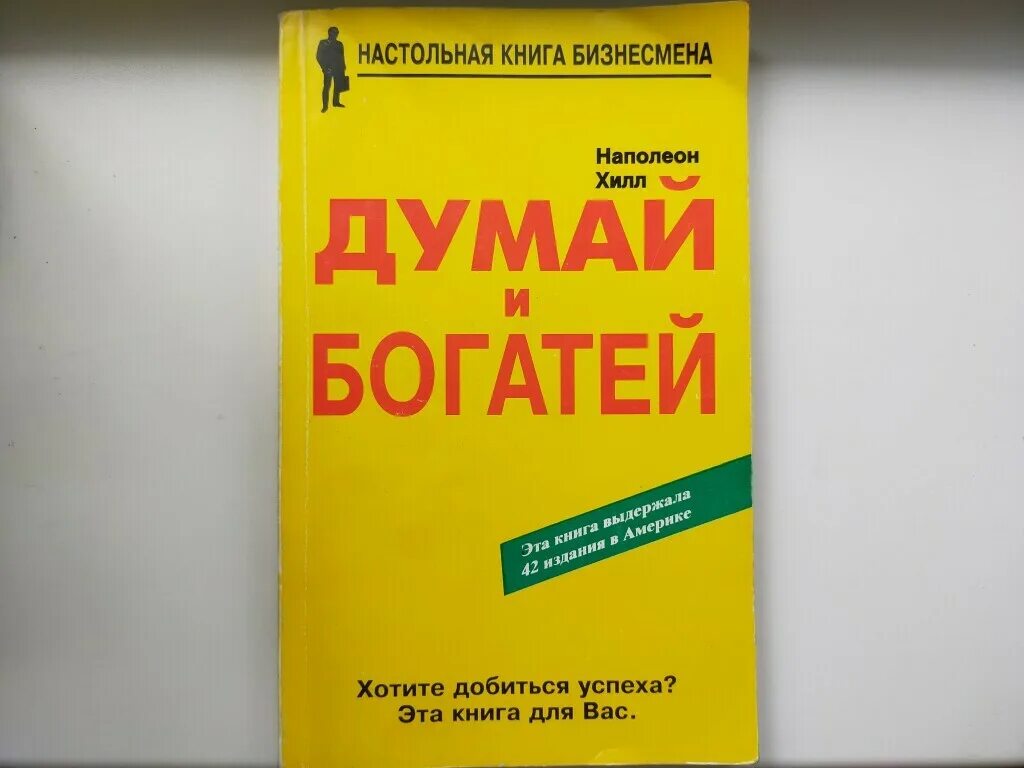 НАСТОЛЬНАЯ КНИГА БИЗНЕСМЕНА
Наполеон
Хилл
ДУМАЙ
и
БОГАТЕЙ
Эта книга выдержала
42 издания в Америке
Хотите добиться успеха?
Эта книга для Вас.